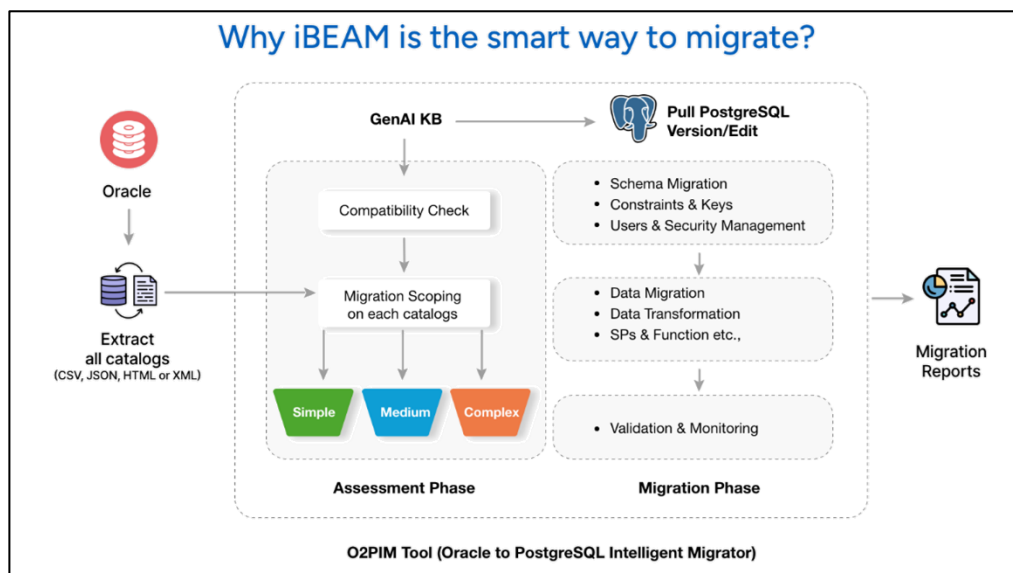 Why iBEAM is the smart way to migrate?
Oracle
Extract
all catalogs
(CSV, JSON, HTML or XML)
GenAI KB
Compatibility Check
Migration Scoping
on each catalogs
Simple
Medium
Complex
Assessment Phase
Pull PostgreSQL
Version/Edit
• Schema Migration
• Constraints & Keys
• Users & Security Management
• Data Migration
• Data Transformation
• SPs & Function etc.,
• Validation & Monitoring
Migration Phase
Migration
Reports
O2PIM Tool (Oracle to PostgreSQL Intelligent Migrator)